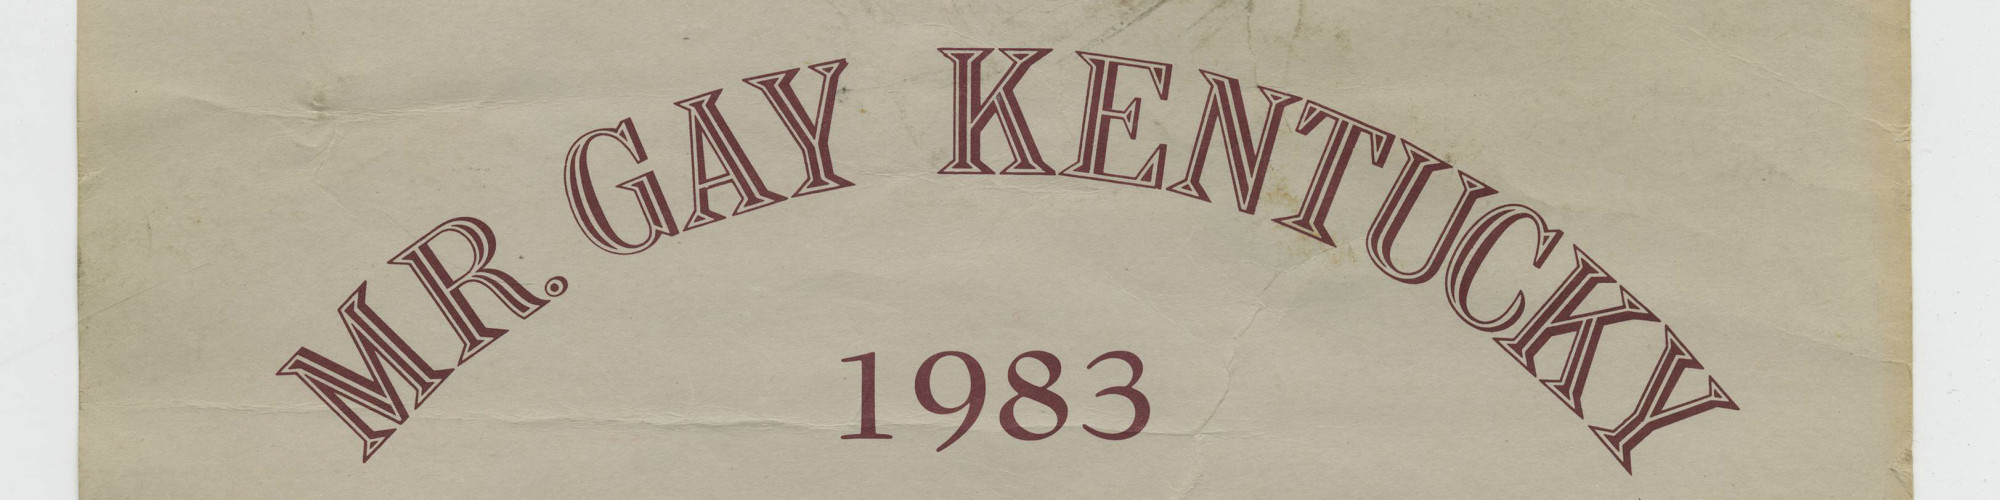 MR. GAY KENTUCKY
1983